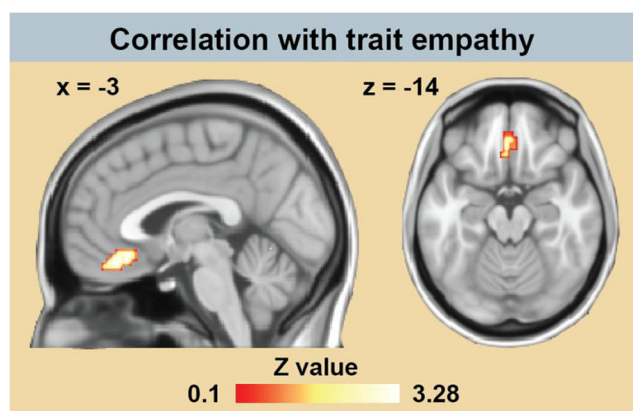 Correlation with trait empathy
x = -3
z = -14
Z value
0.1
3.28